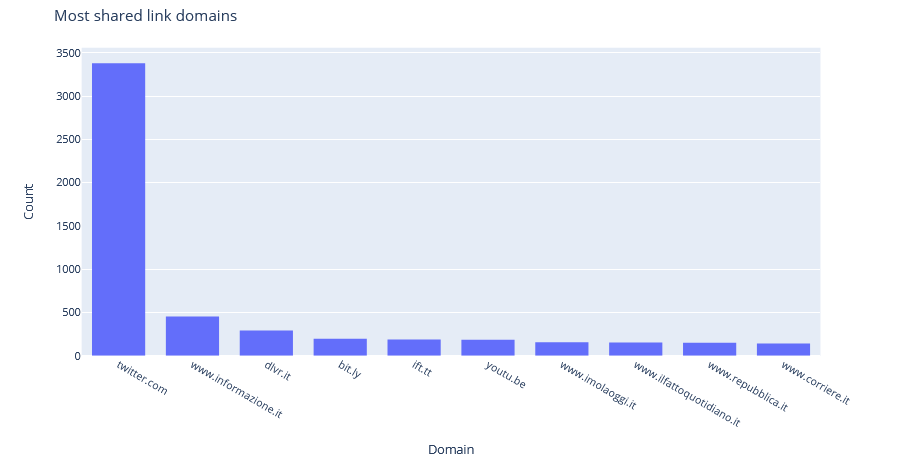 Most shared link domains
3500
3000
2500
2000
1500
1000
500
0
Count
twitter.com
www.informazione.it
dlvr.it
bit.ly
ift.tt
youtu.be
www.imolaoggi.it
www.ilfattoquotidiano.it
www.repubblica.it
www.corriere.it
Domain